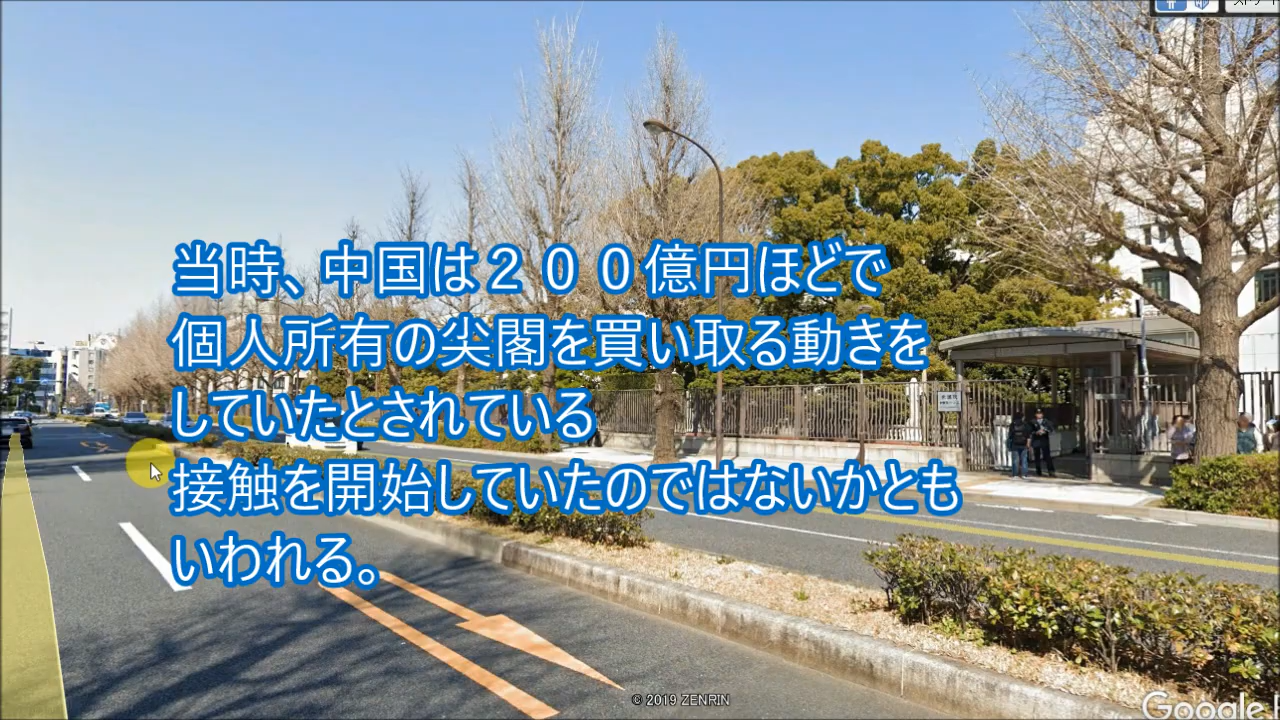 当時、中国は２００億円ほどで
個人所有の尖閣を買い取る動きを
していたとされている
接触を開始していたのではないかとも
いわれる。
© 2019 ZENRIN
Google